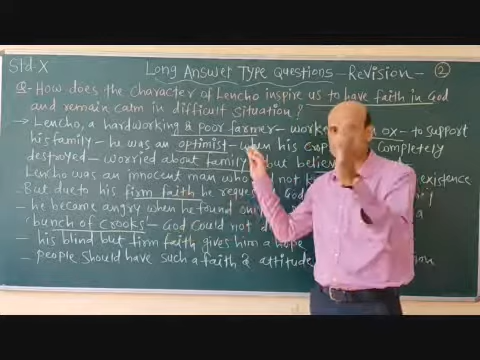 Std-X
Long Answer Type Questions - Revision - 2
Q- How does the character of Lencho inspire us to have faith in God
and remain calm in difficult situation?
→ Lencho, a hardworking & poor farmer - works ox - to support
his family - he was an optimist - when his crops completely
destroyed - worried about family, but
Lencho was an innocent man who not existence
- But due to his firm faith he God
- he became angry when he found a
'bunch of crooks' - God could not
- his blind but firm faith gives him a hope
- People should have such a faith & attitude